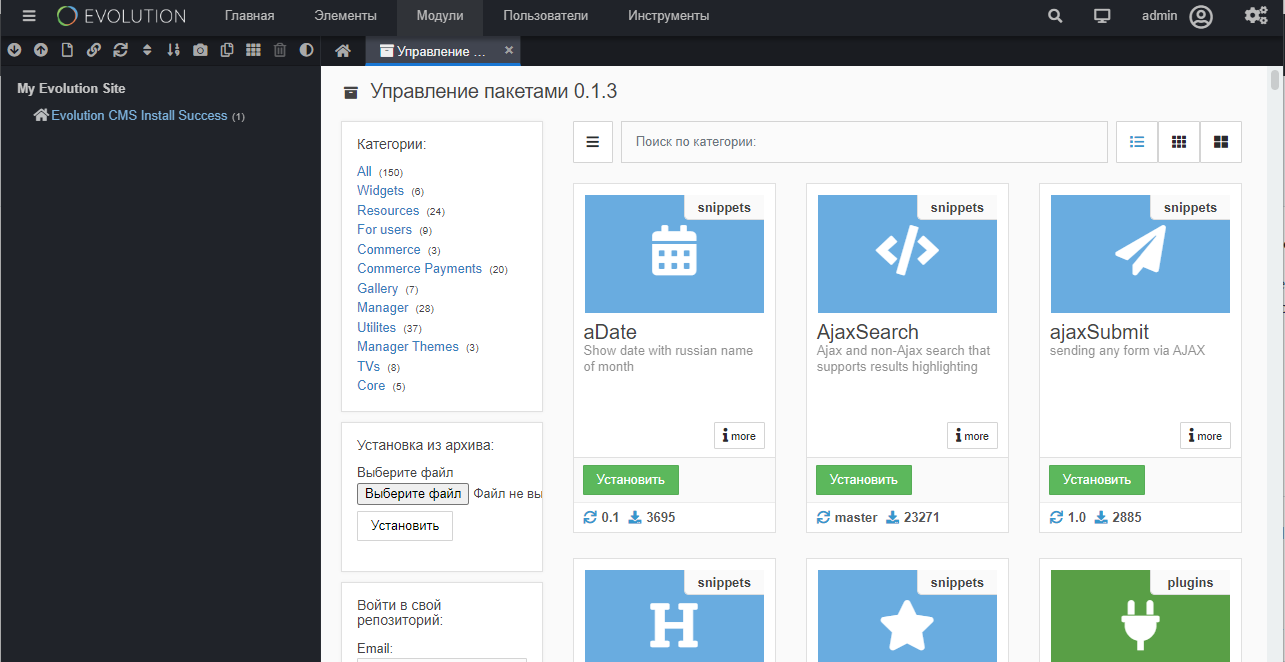 EVOLUTION Главная Элементы Модули Пользователи Инструменты admin
Управление ... ×
My Evolution Site
Evolution CMS Install Success (1)
Управление пакетами 0.1.3
Категории:
All (150)
Widgets (6)
Resources (24)
For users (9)
Commerce (3)
Commerce Payments (20)
Gallery (7)
Manager (28)
Utilites (37)
Manager Themes (3)
TVs (8)
Core (5)
Установка из архива:
Выберите файл
Выберите файл Файл не вы
Установить
Войти в свой
репозиторий:
Email:
Поиск по категории:
snippets
aDate
Show date with russian name
of month
more
Установить
0.1 3695
snippets
AjaxSearch
Ajax and non-Ajax search that
supports results highlighting
more
Установить
master 23271
snippets
ajaxSubmit
sending any form via AJAX
more
Установить
1.0 2885
snippets
H
snippets
plugins